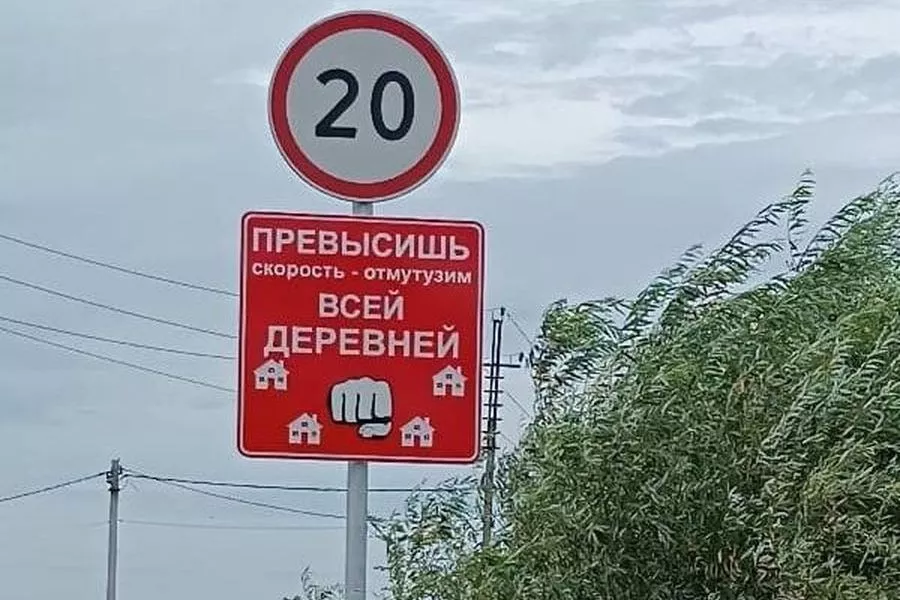 20
ПРЕВЫСИШЬ
скорость - отмутузим
ВСЕЙ
ДЕРЕВНЕЙ